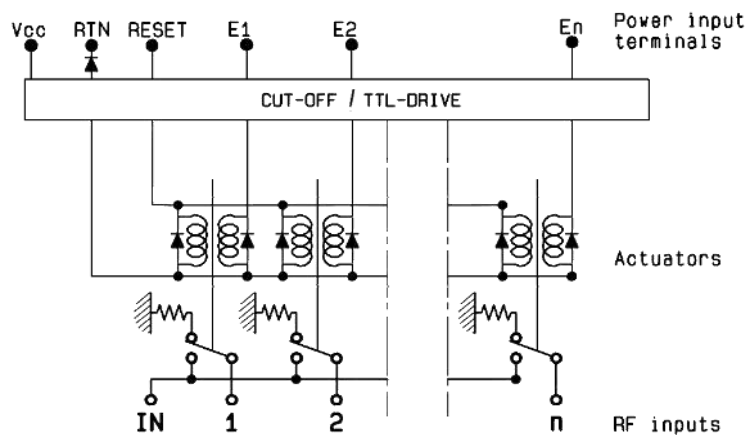 Vcc RTN RESET E1 E2 En Power input
terminals
CUT-OFF / TTL-DRIVE
Actuators
IN 1 2 n RF inputs